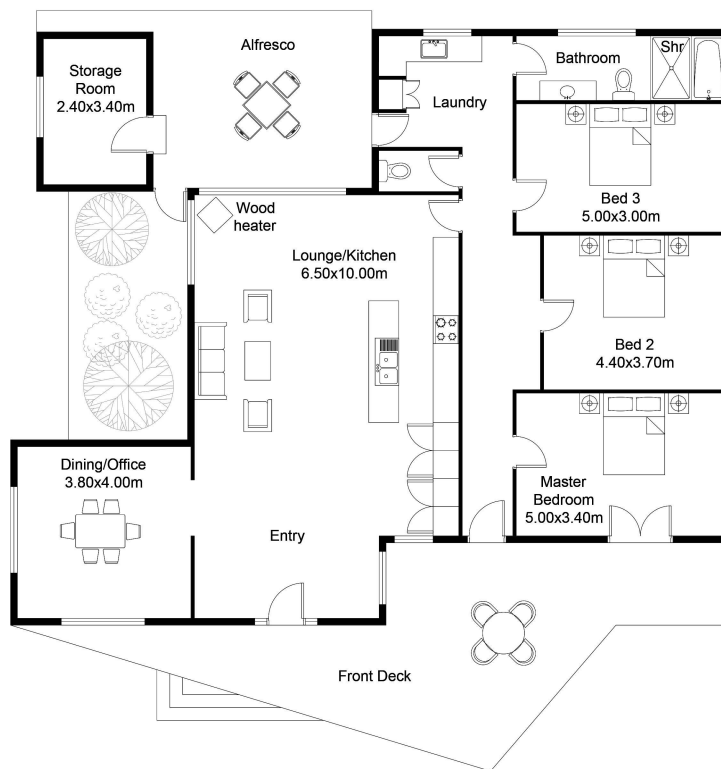 Alfresco
Storage
Room
2.40x3.40m
Shr
Bathroom
Laundry
Wood
heater
Bed 3
5.00x3.00m
Lounge/Kitchen
6.50x10.00m
Bed 2
4.40x3.70m
Dining/Office
3.80x4.00m
Master
Bedroom
5.00x3.40m
Entry
Front Deck